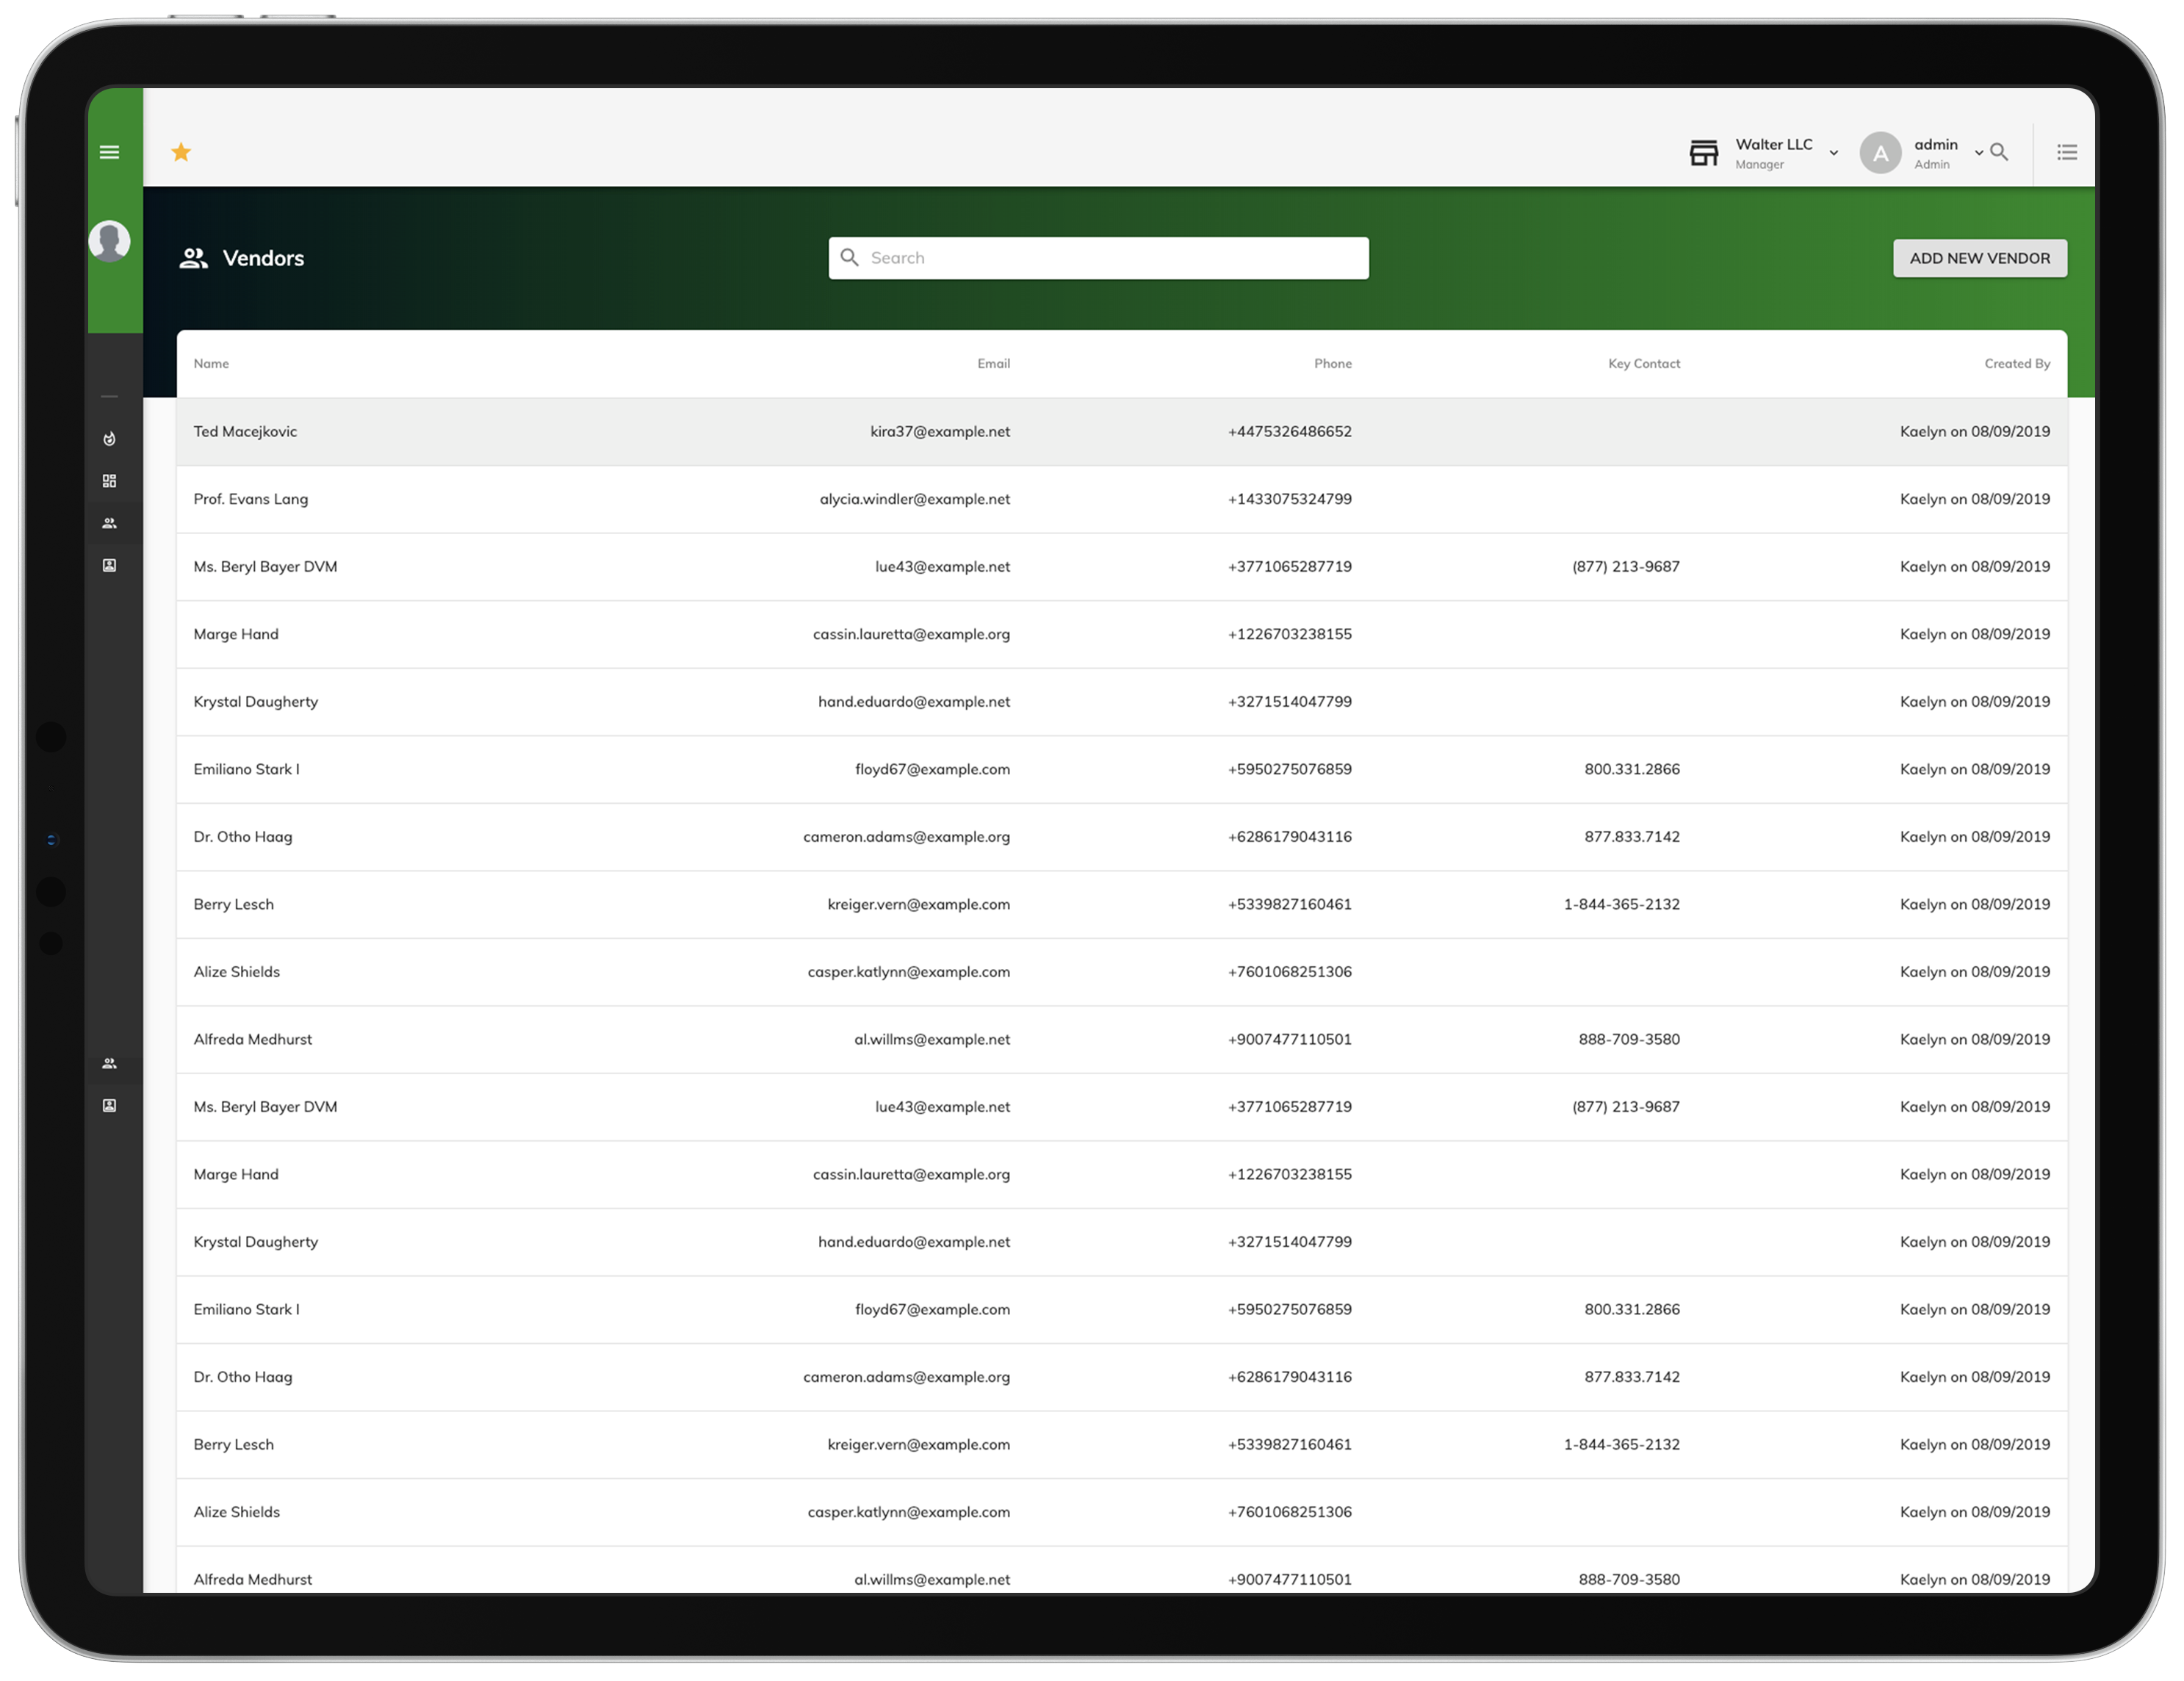 Walter LLC
Manager
A
admin
Admin
Vendors
Search
ADD NEW VENDOR
Name Email Phone Key Contact Created By
Ted Macejkovic kira37@example.net +4475326486652 Kaelyn on 08/09/2019
Prof. Evans Lang alycia.windler@example.net +1433075324799 Kaelyn on 08/09/2019
Ms. Beryl Bayer DVM lue43@example.net +3771065287719 (877) 213-9687 Kaelyn on 08/09/2019
Marge Hand cassin.lauretta@example.org +1226703238155 Kaelyn on 08/09/2019
Krystal Daugherty hand.eduardo@example.net +3271514047799 Kaelyn on 08/09/2019
Emiliano Stark I floyd67@example.com +5950275076859 800.331.2866 Kaelyn on 08/09/2019
Dr. Otho Haag cameron.adams@example.org +6286179043116 877.833.7142 Kaelyn on 08/09/2019
Berry Lesch kreiger.vern@example.com +5339827160461 1-844-365-2132 Kaelyn on 08/09/2019
Alize Shields casper.katlynn@example.com +7601068251306 Kaelyn on 08/09/2019
Alfreda Medhurst al.willms@example.net +9007477110501 888-709-3580 Kaelyn on 08/09/2019
Ms. Beryl Bayer DVM lue43@example.net +3771065287719 (877) 213-9687 Kaelyn on 08/09/2019
Marge Hand cassin.lauretta@example.org +1226703238155 Kaelyn on 08/09/2019
Krystal Daugherty hand.eduardo@example.net +3271514047799 Kaelyn on 08/09/2019
Emiliano Stark I floyd67@example.com +5950275076859 800.331.2866 Kaelyn on 08/09/2019
Dr. Otho Haag cameron.adams@example.org +6286179043116 877.833.7142 Kaelyn on 08/09/2019
Berry Lesch kreiger.vern@example.com +5339827160461 1-844-365-2132 Kaelyn on 08/09/2019
Alize Shields casper.katlynn@example.com +7601068251306 Kaelyn on 08/09/2019
Alfreda Medhurst al.willms@example.net +9007477110501 888-709-3580 Kaelyn on 08/09/2019